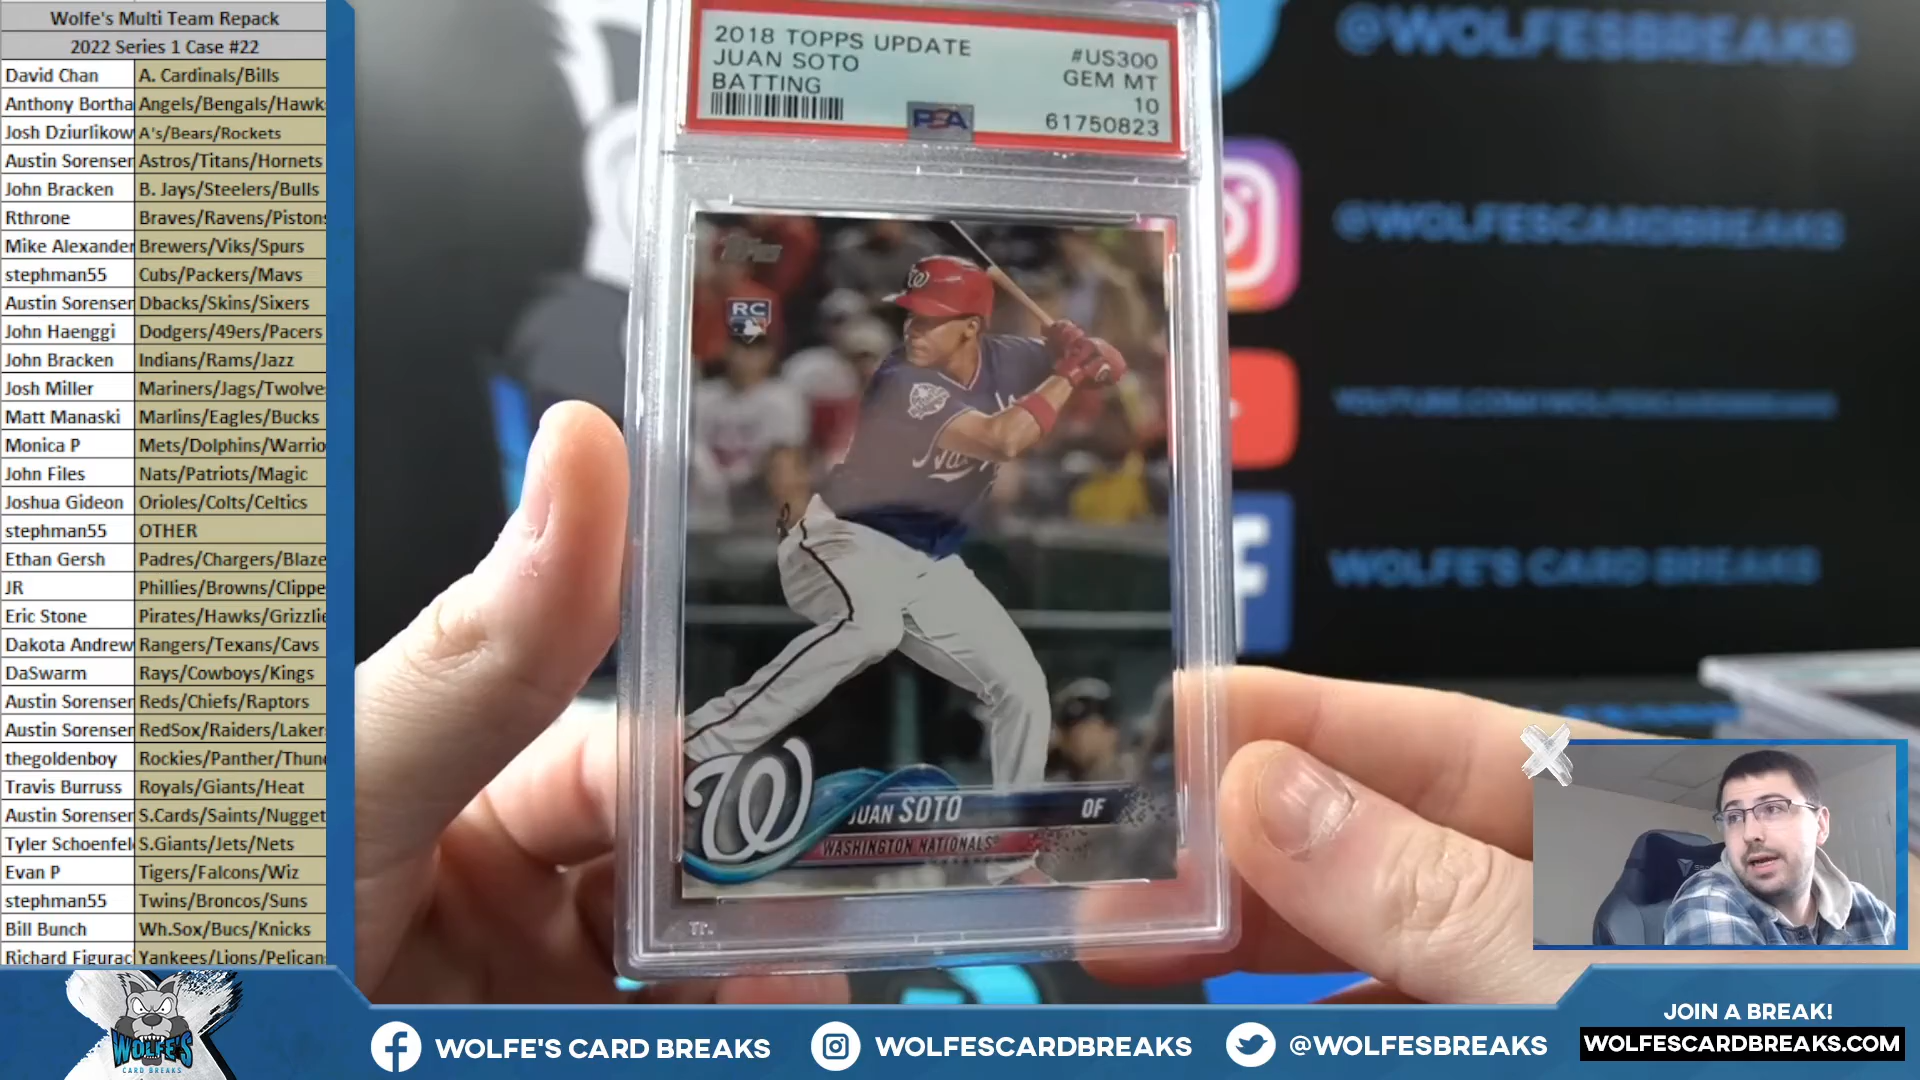 Wolfe's Multi Team Repack
2022 Series 1 Case #22
David Chan A. Cardinals/Bills
Anthony Bortha Angels/Bengals/Hawk
Josh Dziurlikow A's/Bears/Rockets
Austin Sorensen Astros/Titans/Hornets
John Bracken B. Jays/Steelers/Bulls
Rthrone Braves/Ravens/Pistons
Mike Alexander Brewers/Viks/Spurs
stephman55 Cubs/Packers/Mavs
Austin Sorensen Dbacks/Skins/Sixers
John Haenggi Dodgers/49ers/Pacers
John Bracken Indians/Rams/Jazz
Josh Miller Mariners/Jags/Twolve
Matt Manaski Marlins/Eagles/Bucks
Monica P Mets/Dolphins/Warrio
John Files Nats/Patriots/Magic
Joshua Gideon Orioles/Colts/Celtics
stephman55 OTHER
Ethan Gersh Padres/Chargers/Blaze
JR Phillies/Browns/Clippe
Eric Stone Pirates/Hawks/Grizzlie
Dakota Andrew Rangers/Texans/Cavs
DaSwarm Rays/Cowboys/Kings
Austin Sorensen Reds/Chiefs/Raptors
Austin Sorensen RedSox/Raiders/Laker
thegoldenboy Rockies/Panther/Thun
Travis Burruss Royals/Giants/Heat
Austin Sorensen S.Cards/Saints/Nugget
Tyler Schoenfel S.Giants/Jets/Nets
Evan P Tigers/Falcons/Wiz
stephman55 Twins/Broncos/Suns
Bill Bunch Wh.Sox/Bucs/Knicks
Richard Figurac Yankees/Lions/Pelican
2018 TOPPS UPDATE #US300
JUAN SOTO GEM MT
BATTING 10
PSA 61750823
Topps
RC
W
JUAN SOTO OF
WASHINGTON NATIONALS
@WOLFESBREAKS
@WOLFESCARDBREAKS
YOUTUBE.COM/WOLFESCARDBREAKS
WOLFE'S CARD BREAKS
WOLFE'S
CARD BREAKS
WOLFE'S CARD BREAKS
WOLFESCARDBREAKS
@WOLFESBREAKS
JOIN A BREAK!
WOLFESCARDBREAKS.COM